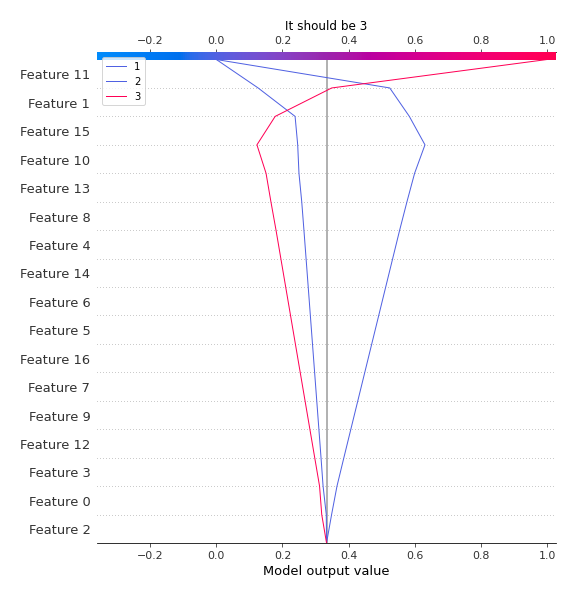 It should be 3
−0.2 0.0 0.2 0.4 0.6 0.8 1.0
1
2
3
Feature 11
Feature 1
Feature 15
Feature 10
Feature 13
Feature 8
Feature 4
Feature 14
Feature 6
Feature 5
Feature 16
Feature 7
Feature 9
Feature 12
Feature 3
Feature 0
Feature 2
−0.2 0.0 0.2 0.4 0.6 0.8 1.0
Model output value